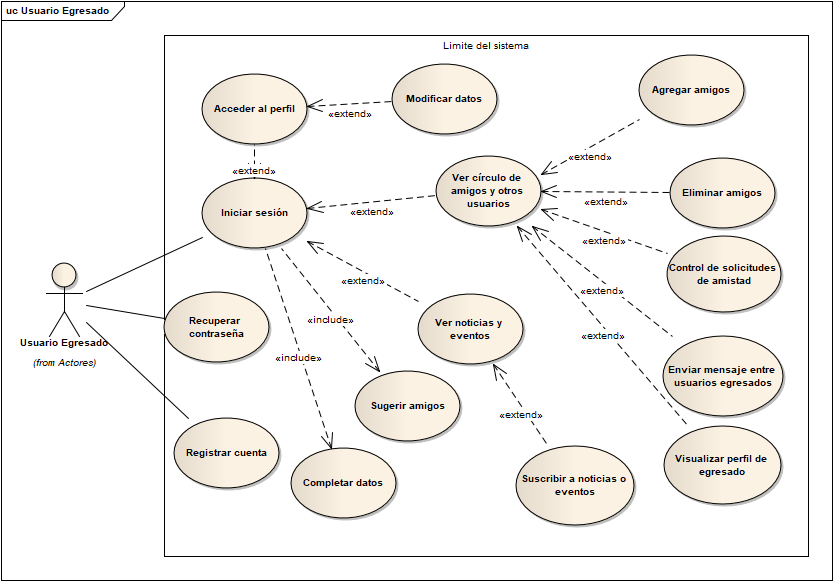 uc Usuario Egresado
Limite del sistema
Acceder al perfil
«extend»
Modificar datos
Agregar amigos
«extend»
«extend»
Iniciar sesión
«extend»
Ver círculo de
amigos y otros
usuarios
«extend»
Eliminar amigos
«extend»
Control de solicitudes
de amistad
«extend»
«extend»
Usuario Egresado
(from Actores)
Recuperar
contraseña
«include»
«include»
Ver noticias y
eventos
«extend»
Enviar mensaje entre
usuarios egresados
Sugerir amigos
«extend»
Registrar cuenta
Completar datos
Suscribir a noticias o
eventos
Visualizar perfil de
egresado